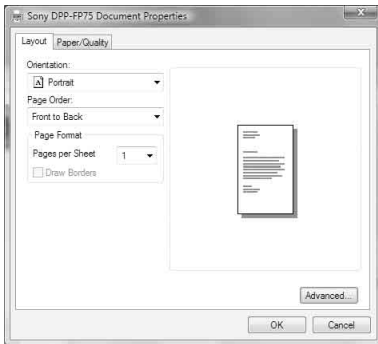 Sony DPP-FP75 Document Properties
Layout Paper/Quality
Orientation:
A Portrait
Page Order:
Front to Back
Page Format
Pages per Sheet 1
Draw Borders
Advanced...
OK Cancel